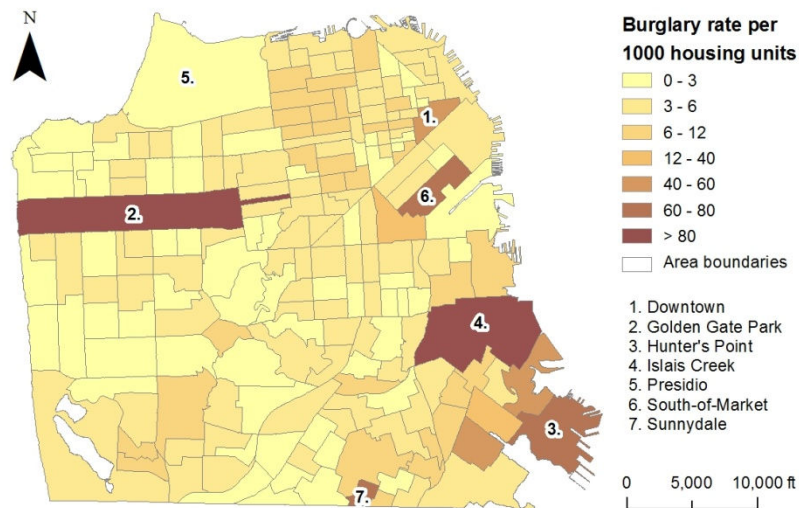 N
Burglary rate per
1000 housing units
0 - 3
3 - 6
6 - 12
12 - 40
40 - 60
60 - 80
> 80
Area boundaries
1. Downtown
2. Golden Gate Park
3. Hunter's Point
4. Islais Creek
5. Presidio
6. South-of-Market
7. Sunnydale
0 5,000 10,000 ft
5.
1.
6.
2.
4.
3.
7.